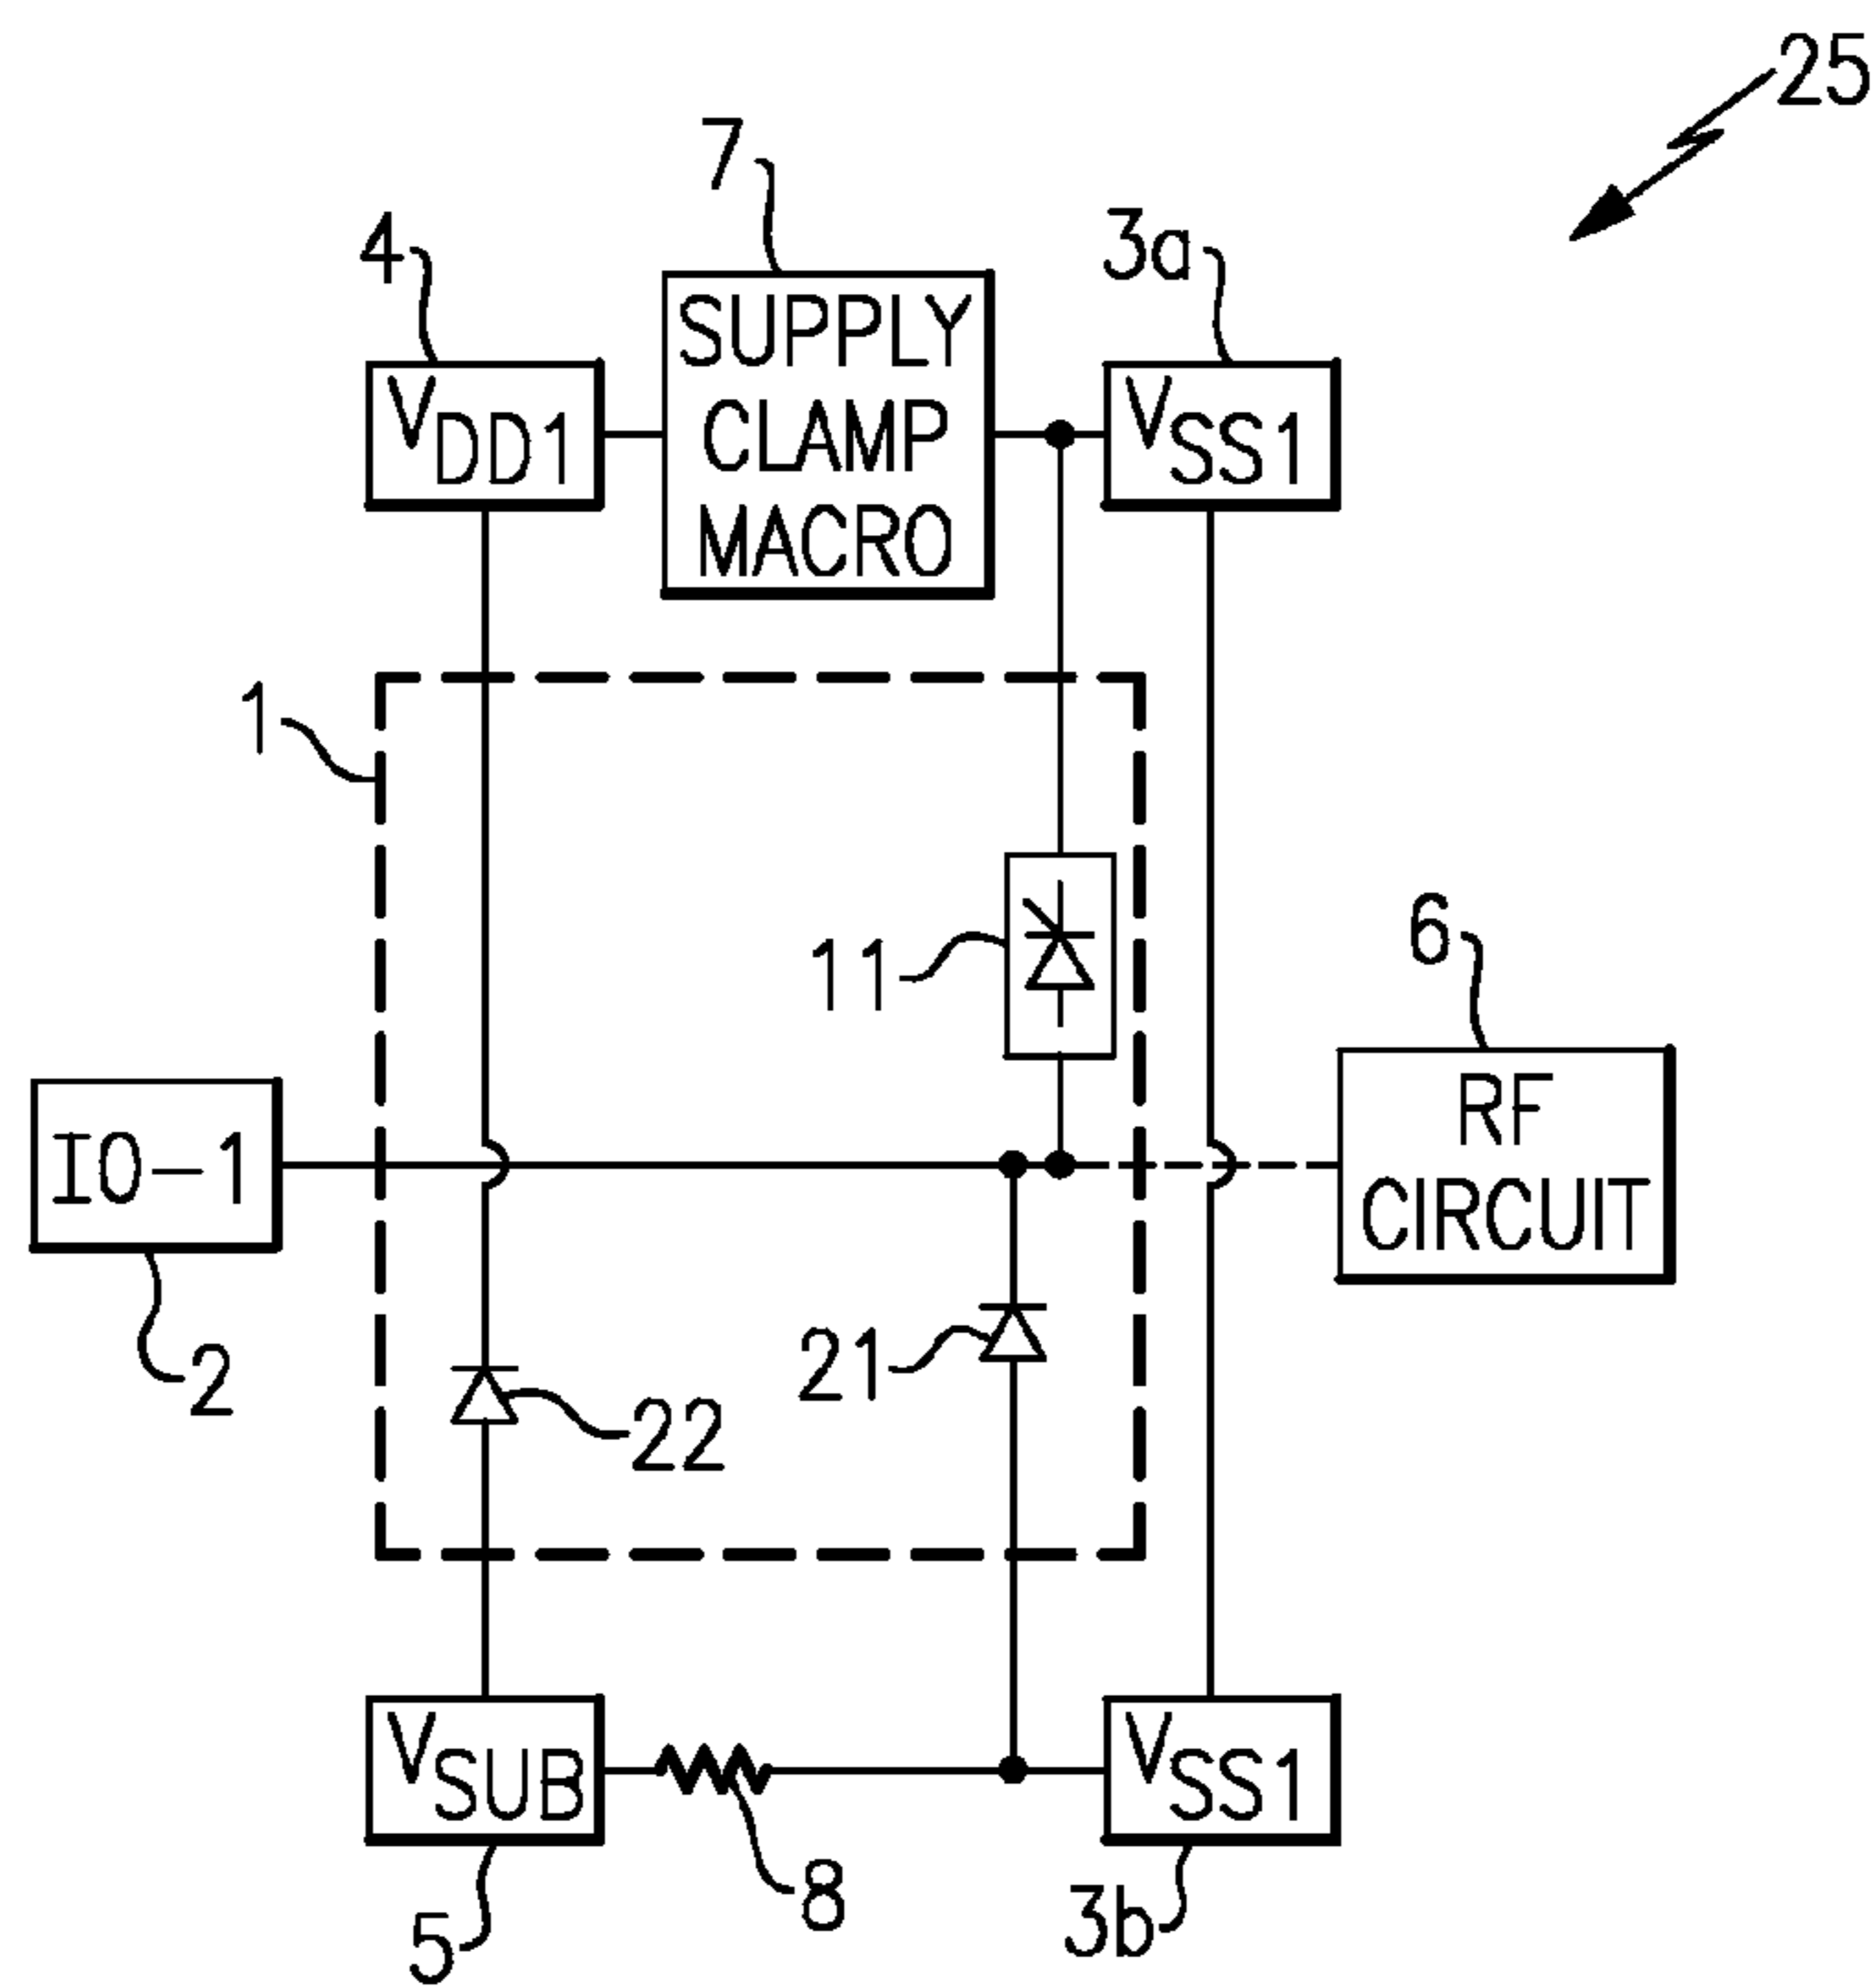 25
7
4
3a
SUPPLY
CLAMP
MACRO
VDD1
VSS1
1
11
6
RF
CIRCUIT
IO-1
2
21
22
VSUB
VSS1
8
3b
5